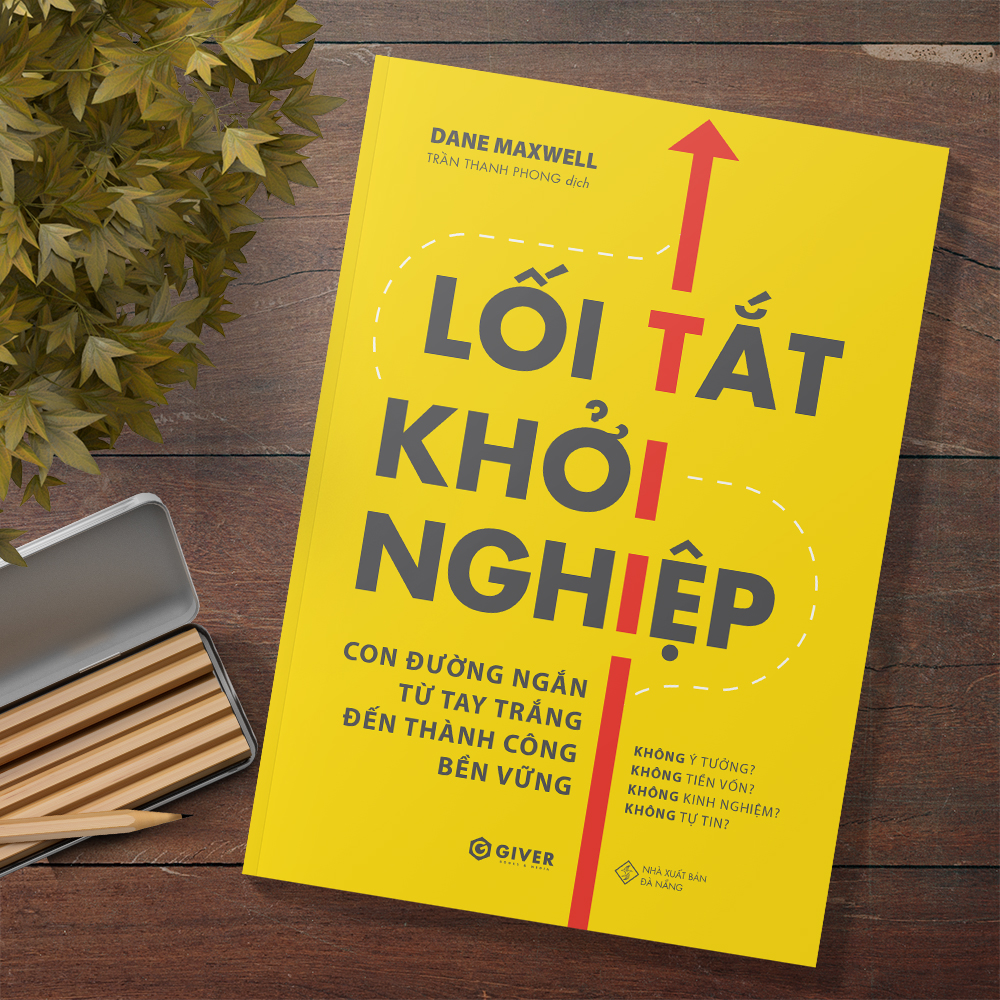 DANE MAXWELL
TRẦN THANH PHONG dịch
LỐI TẮT
KHỞI
NGHIỆP
CON ĐƯỜNG NGẮN
TỪ TAY TRẮNG
ĐẾN THÀNH CÔNG
BỀN VỮNG
KHÔNG Ý TƯỞNG?
KHÔNG TIỀN VỐN?
KHÔNG KINH NGHIỆM?
KHÔNG TỰ TIN?
GIVER
BOOKS & MEDIA
NHÀ XUẤT BẢN
ĐÀ NẴNG